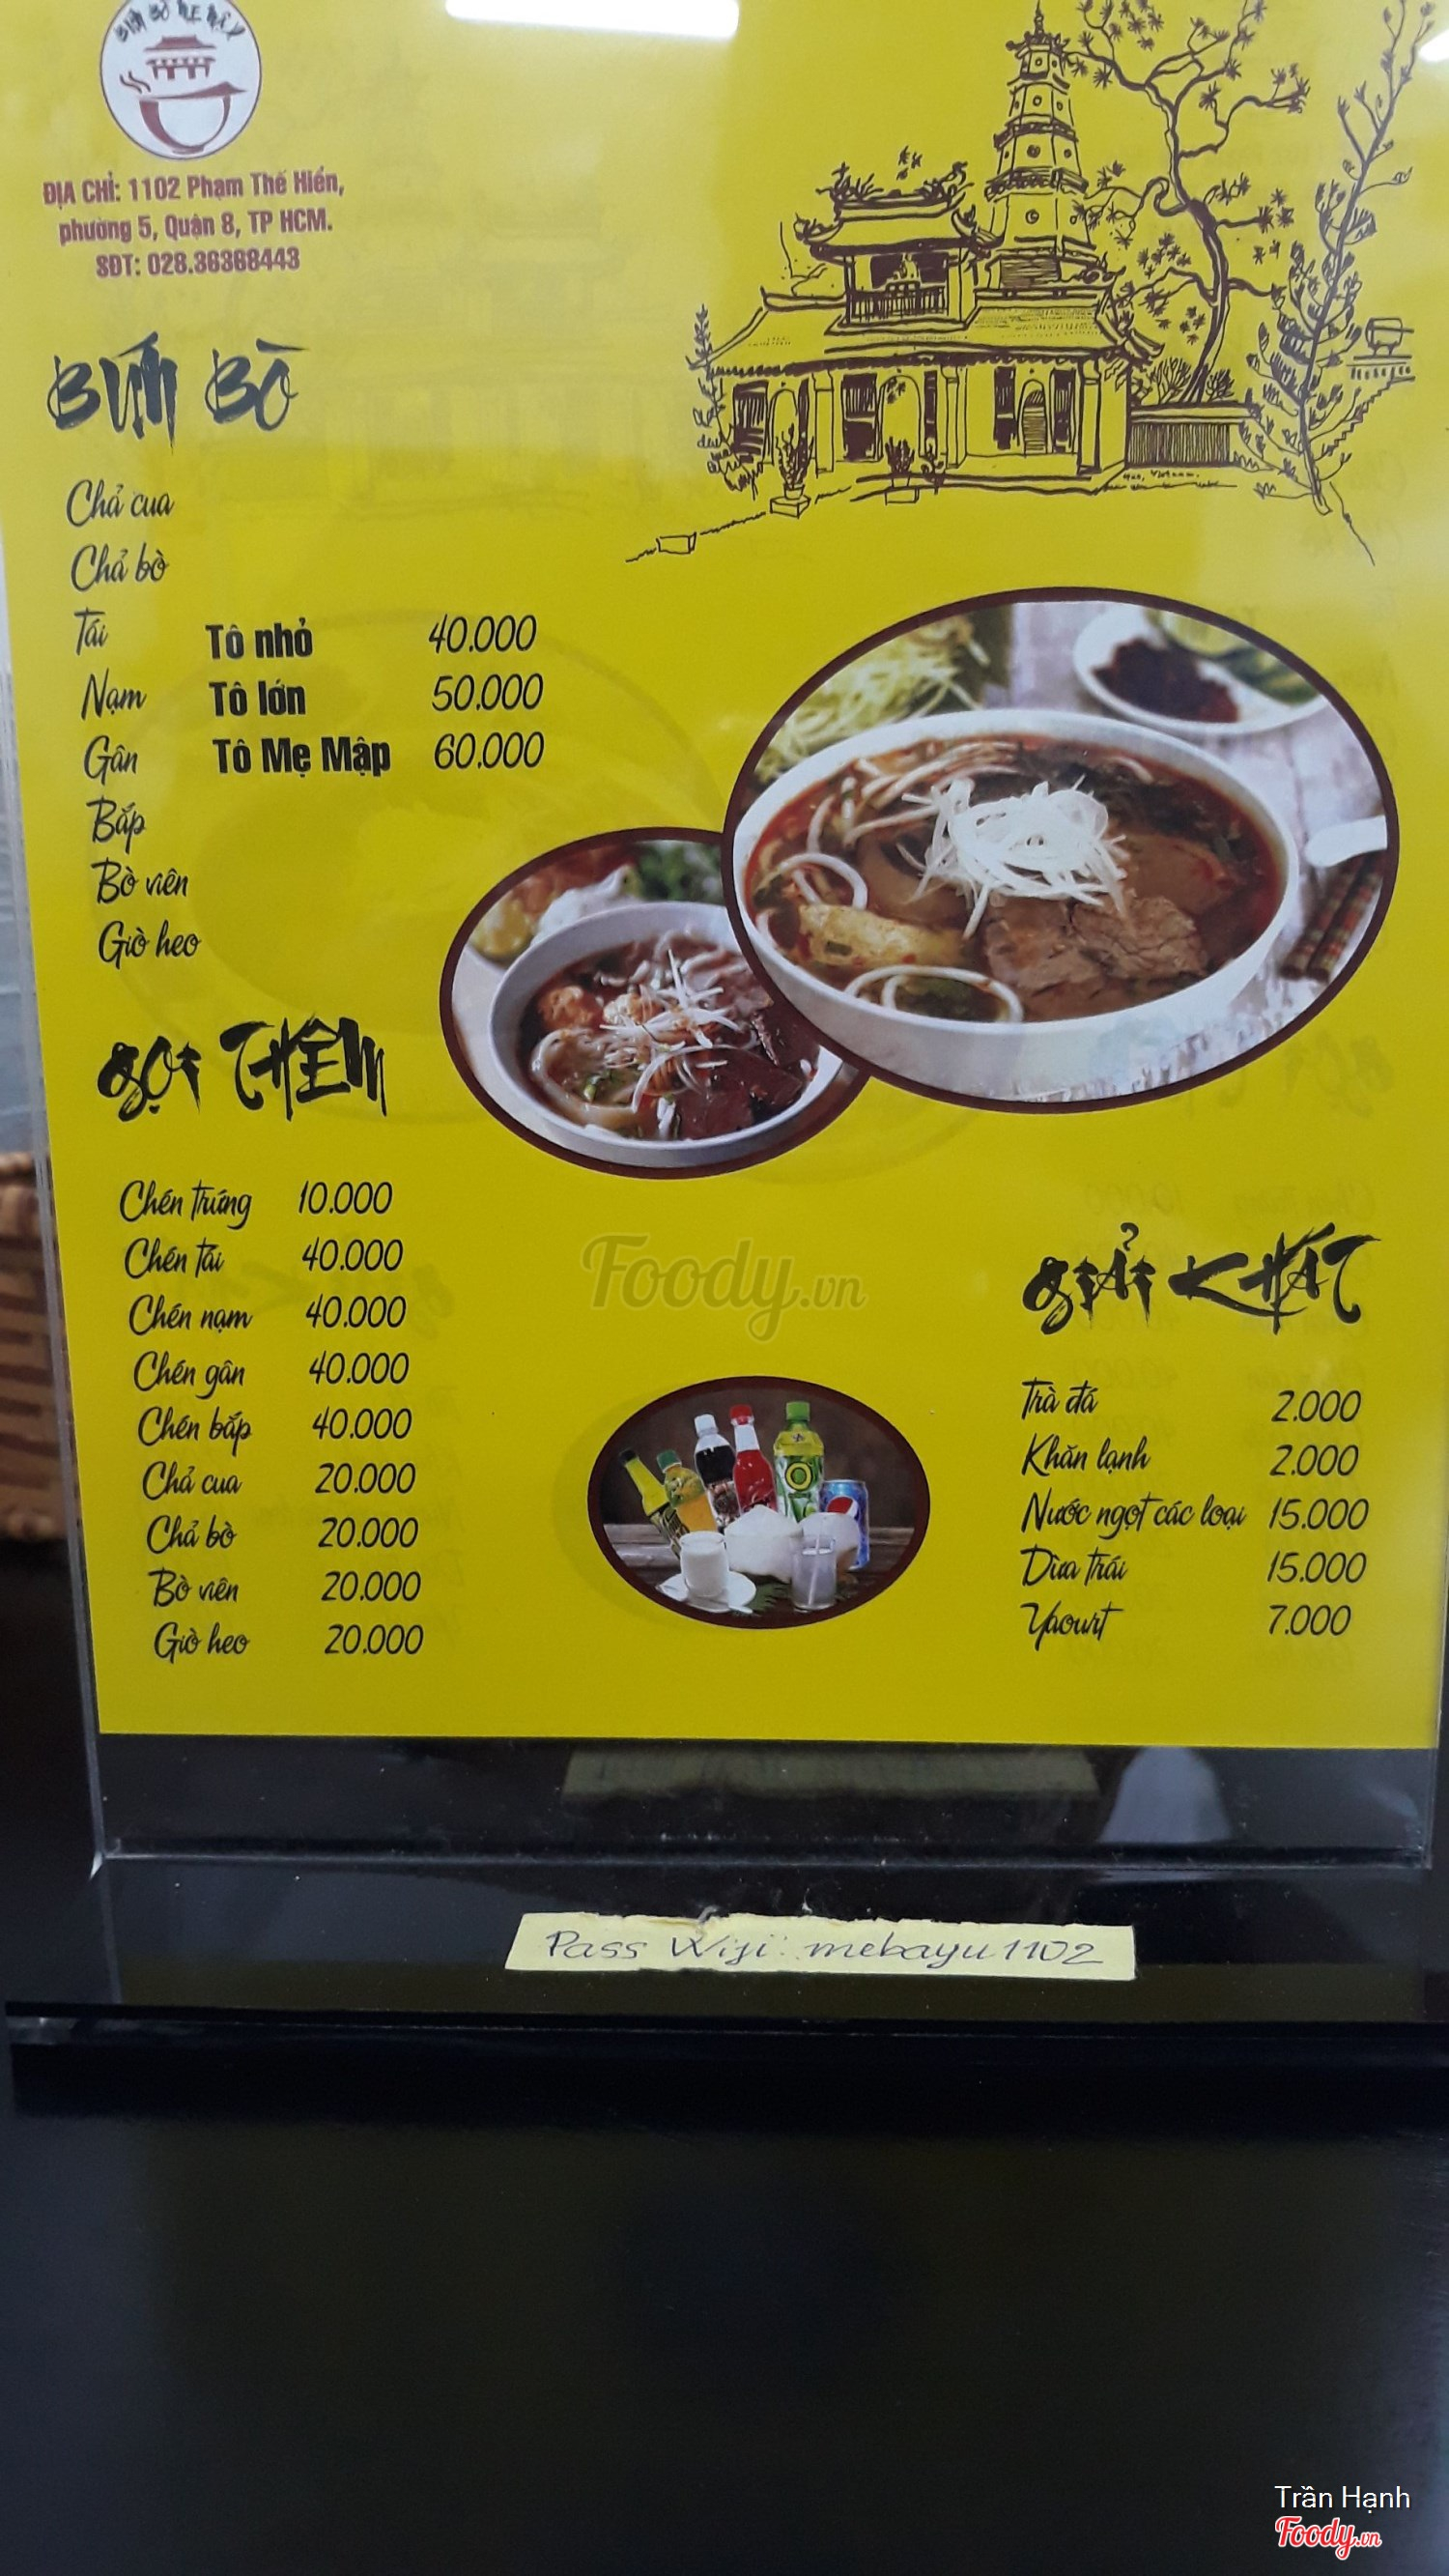 ĐỊA CHỈ: 1102 Phạm Thế Hiển,
phường 5, Quận 8, TP HCM.
SĐT: 028.36368443
BÚN BÒ
Chả cua
Chả bò
Tái
Nạm
Gân
Bắp
Bò viên
Giò heo
Tô nhỏ 40.000
Tô lớn 50.000
Tô Mẹ Mập 60.000
GỌI THÊM
Chén trứng 10.000
Chén tái 40.000
Chén nạm 40.000
Chén gân 40.000
Chén bắp 40.000
Chả cua 20.000
Chả bò 20.000
Bò viên 20.000
Giò heo 20.000
Foody.vn
GIẢI KHÁT
Trà đá 2.000
Khăn lạnh 2.000
Nước ngọt các loại 15.000
Dừa trái 15.000
Yaourt 7.000
Pass Wifi: mebayu1102
Trần Hạnh
Foody.vn